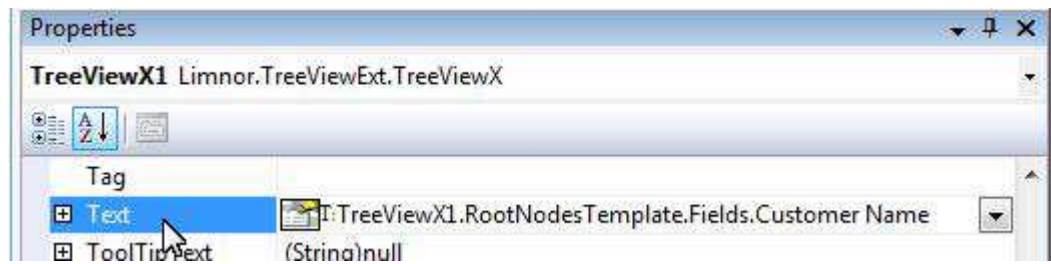 Properties
TreeViewX1 Limnor.TreeViewExt.TreeViewX
A
Z
Tag
Text T:TreeViewX1.RootNodesTemplate.Fields.Customer Name
ToolTipText (String)null